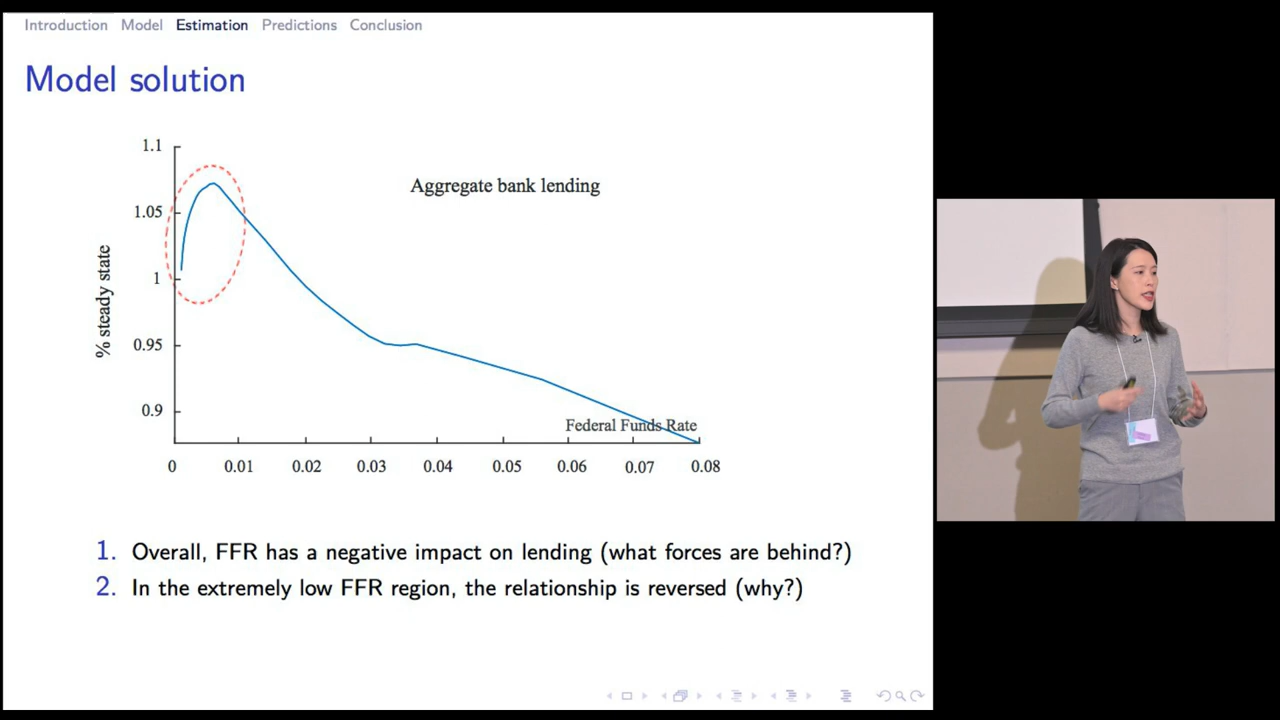 Introduction Model Estimation Predictions Conclusion
Model solution
1.1
Aggregate bank lending
1.05
1
% steady state
0.95
0.9
Federal Funds Rate
0 0.01 0.02 0.03 0.04 0.05 0.06 0.07 0.08
1. Overall, FFR has a negative impact on lending (what forces are behind?)
2. In the extremely low FFR region, the relationship is reversed (why?)